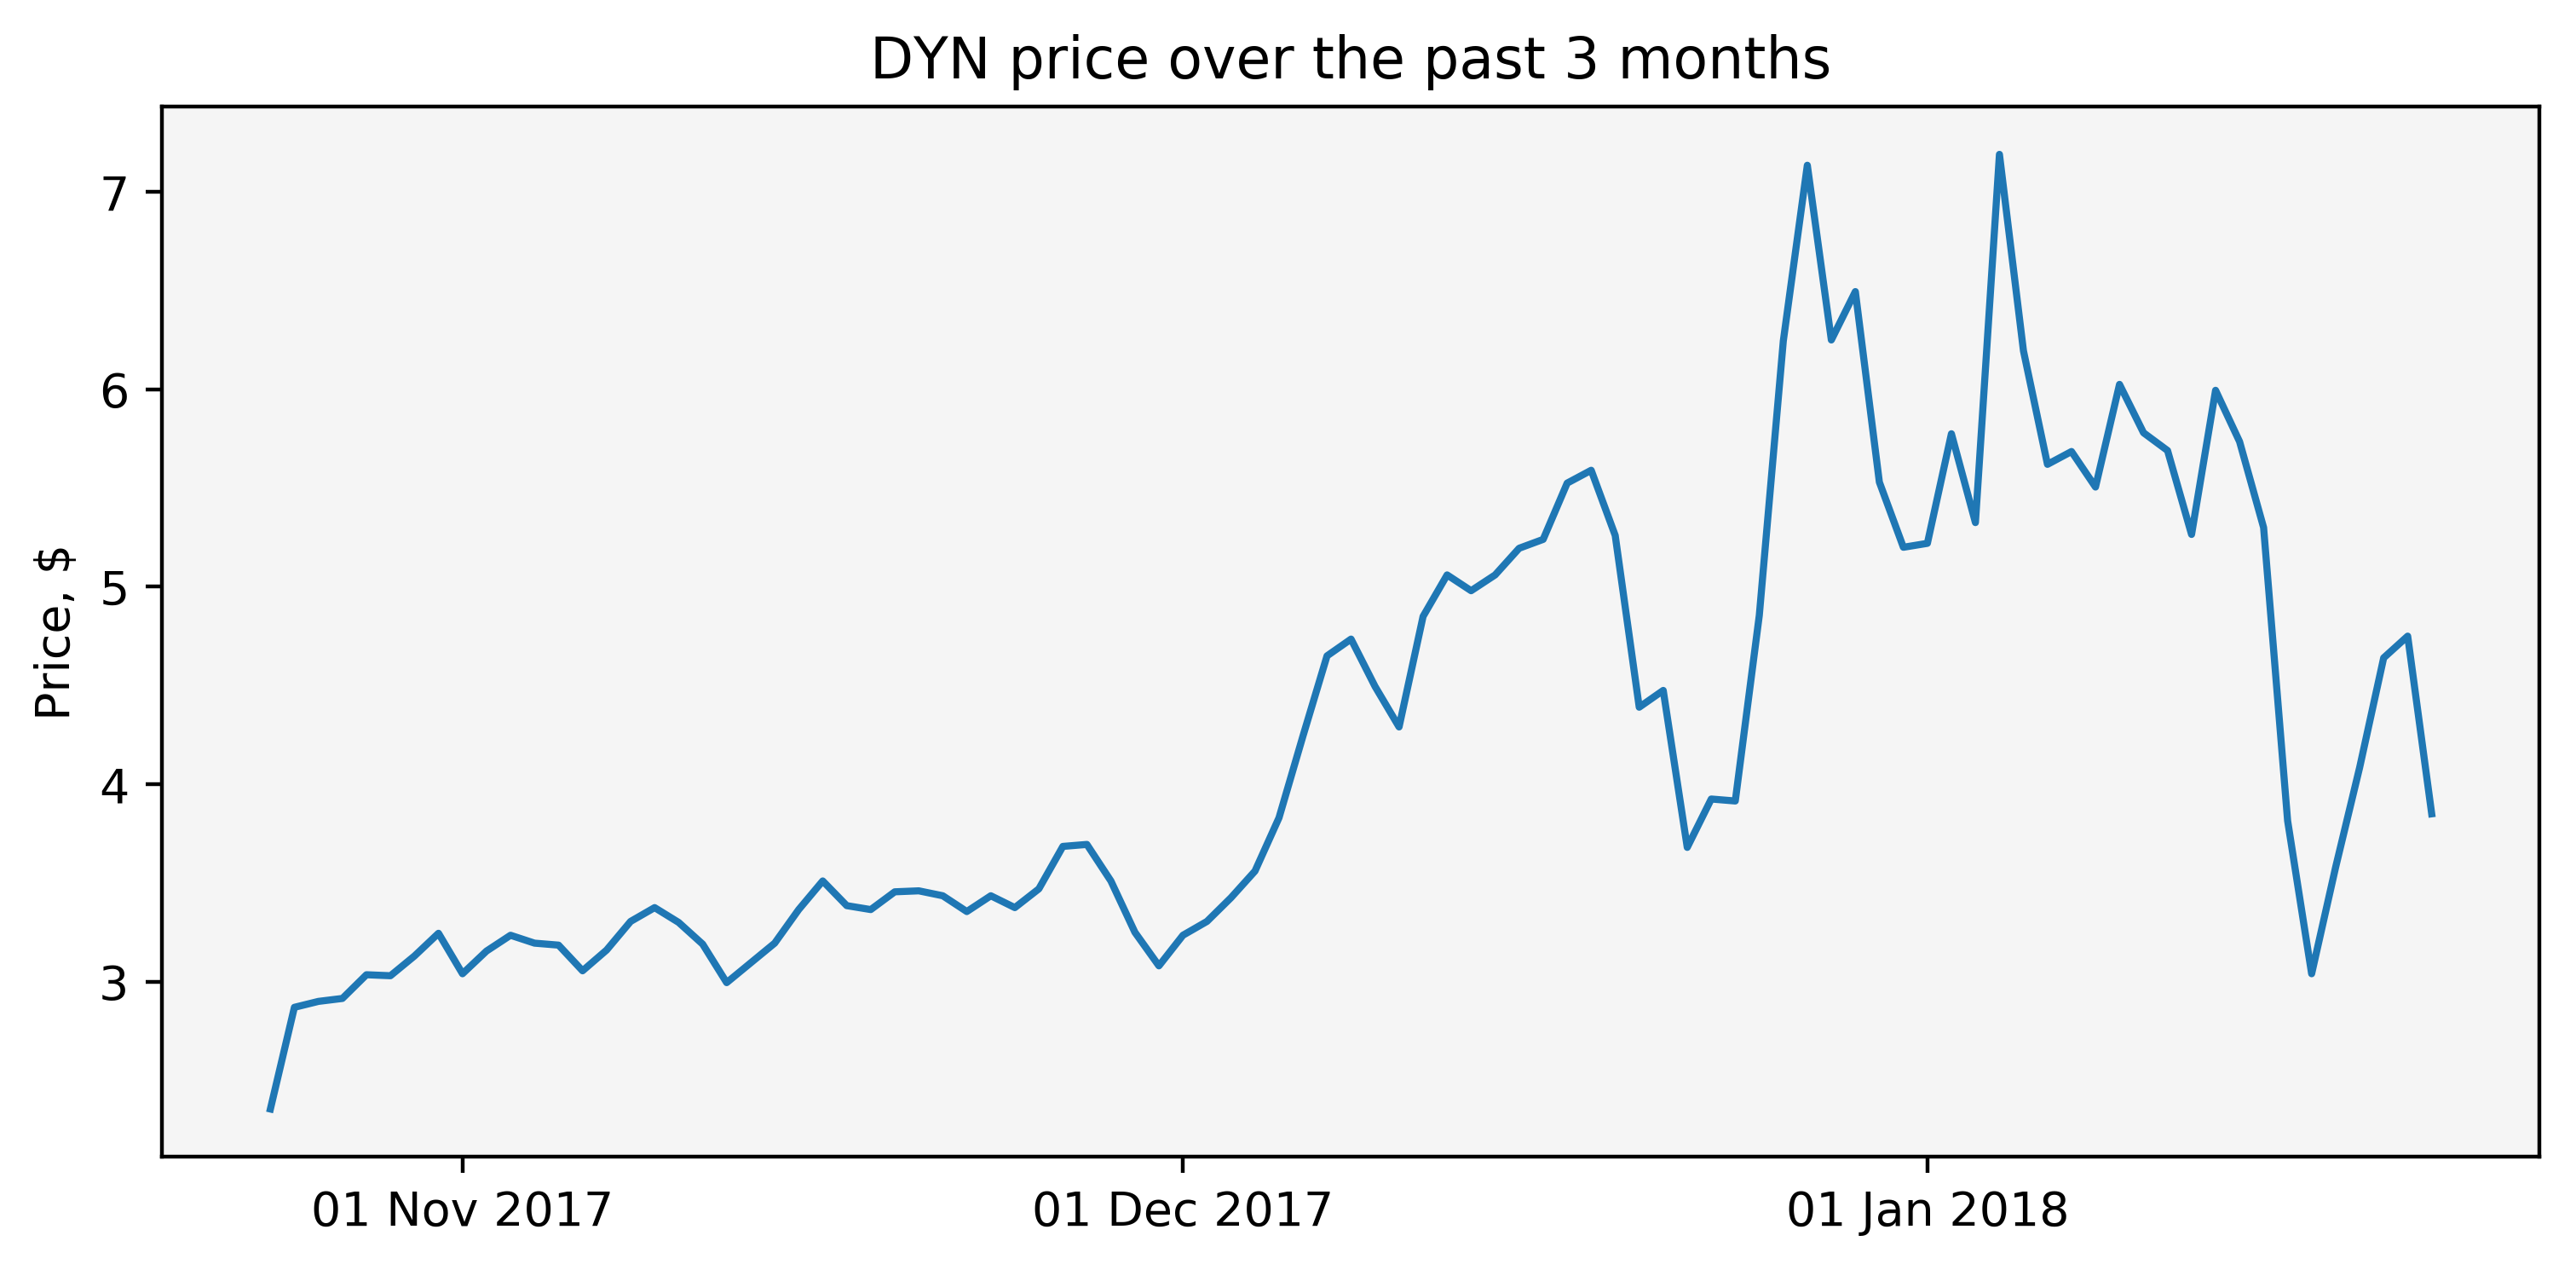 DYN price over the past 3 months
Price, $
7
6
5
4
3
01 Nov 2017
01 Dec 2017
01 Jan 2018